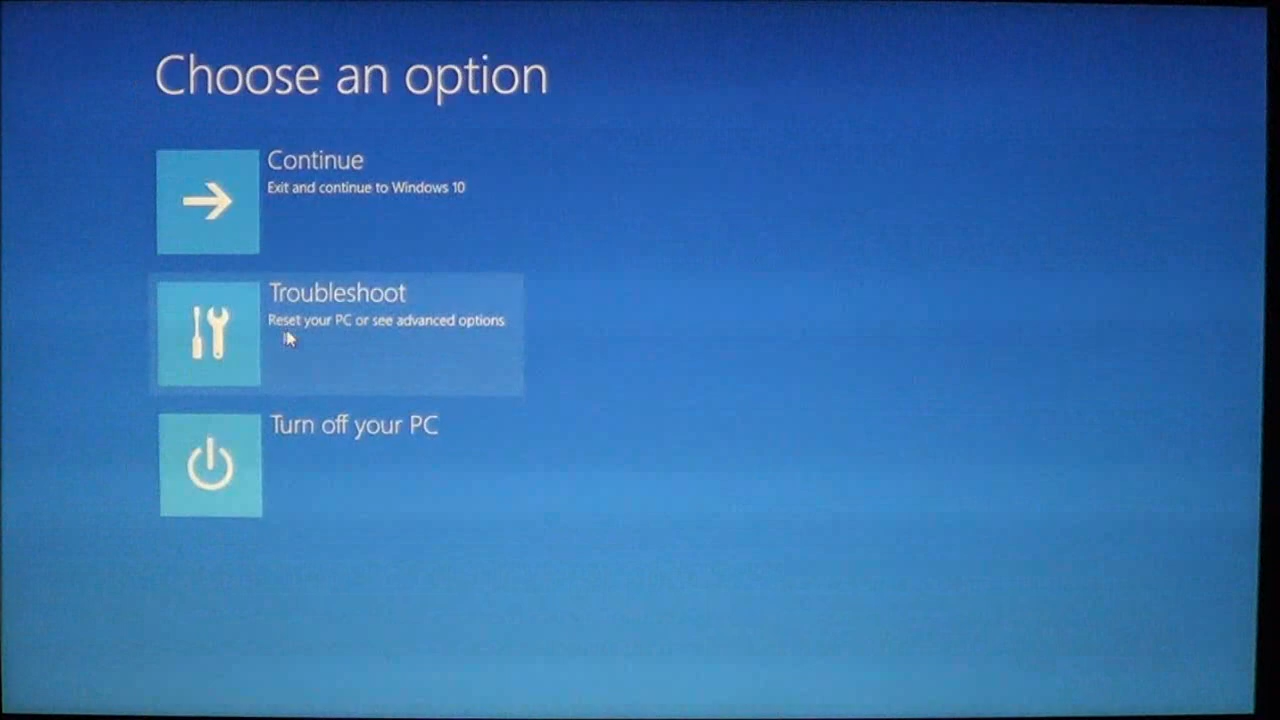 Choose an option
Continue
Exit and continue to Windows 10
Troubleshoot
Reset your PC or see advanced options
Turn off your PC